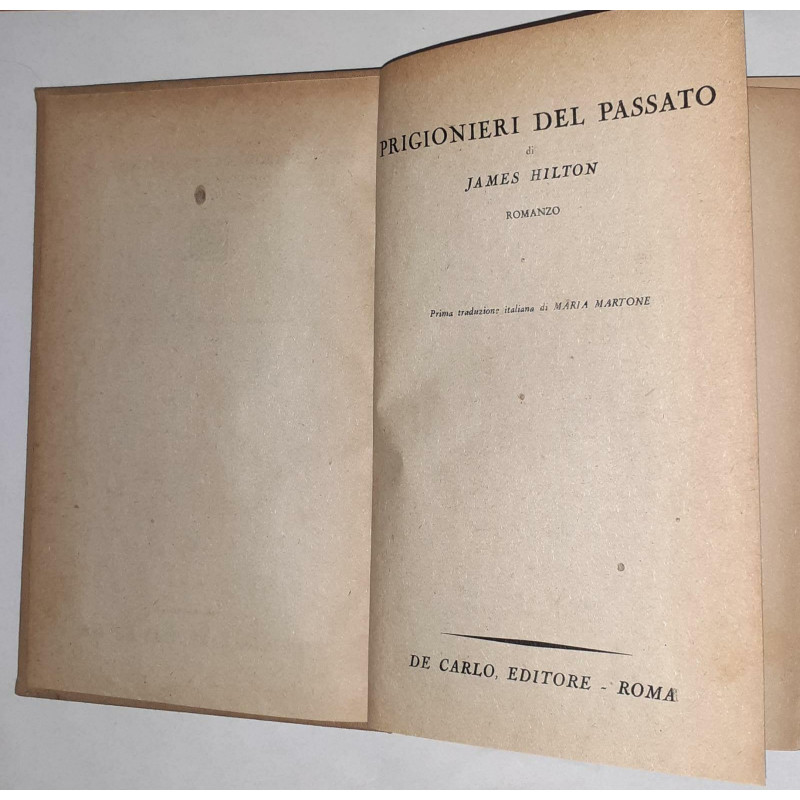 PRIGIONIERI DEL PASSATO
di
JAMES HILTON
ROMANZO
Prima traduzione italiana di MARIA MARTONE
DE CARLO, EDITORE - ROMA